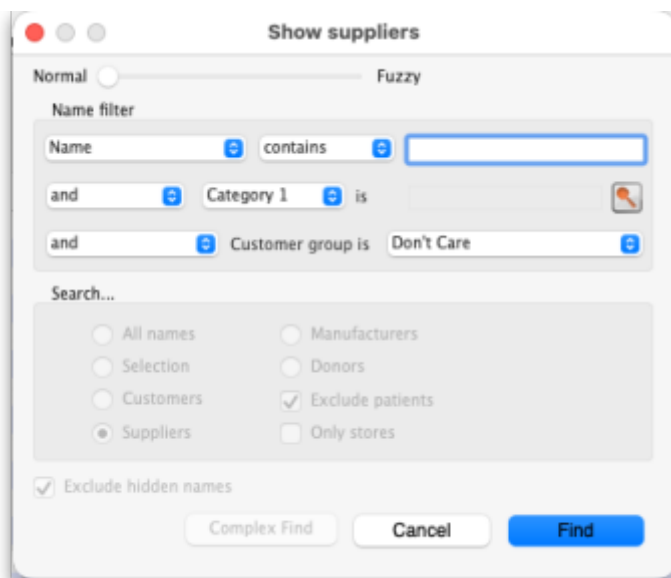 Show suppliers
Normal Fuzzy
Name filter
Name contains
and Category 1 is
and Customer group is Don't Care
Search...
All names Manufacturers
Selection Donors
Customers Exclude patients
Suppliers Only stores
Exclude hidden names
Complex Find Cancel Find